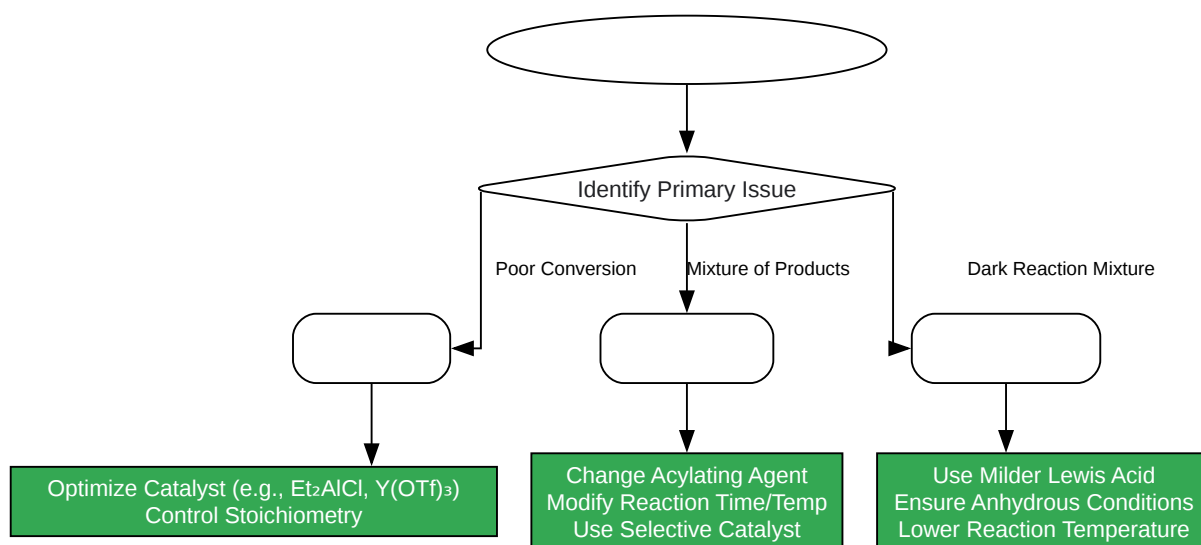 Identify Primary Issue
Poor Conversion
Mixture of Products
Dark Reaction Mixture
Optimize Catalyst (e.g., Et₂AlCl, Y(OTf)₃)
Control Stoichiometry
Change Acylating Agent
Modify Reaction Time/Temp
Use Selective Catalyst
Use Milder Lewis Acid
Ensure Anhydrous Conditions
Lower Reaction Temperature